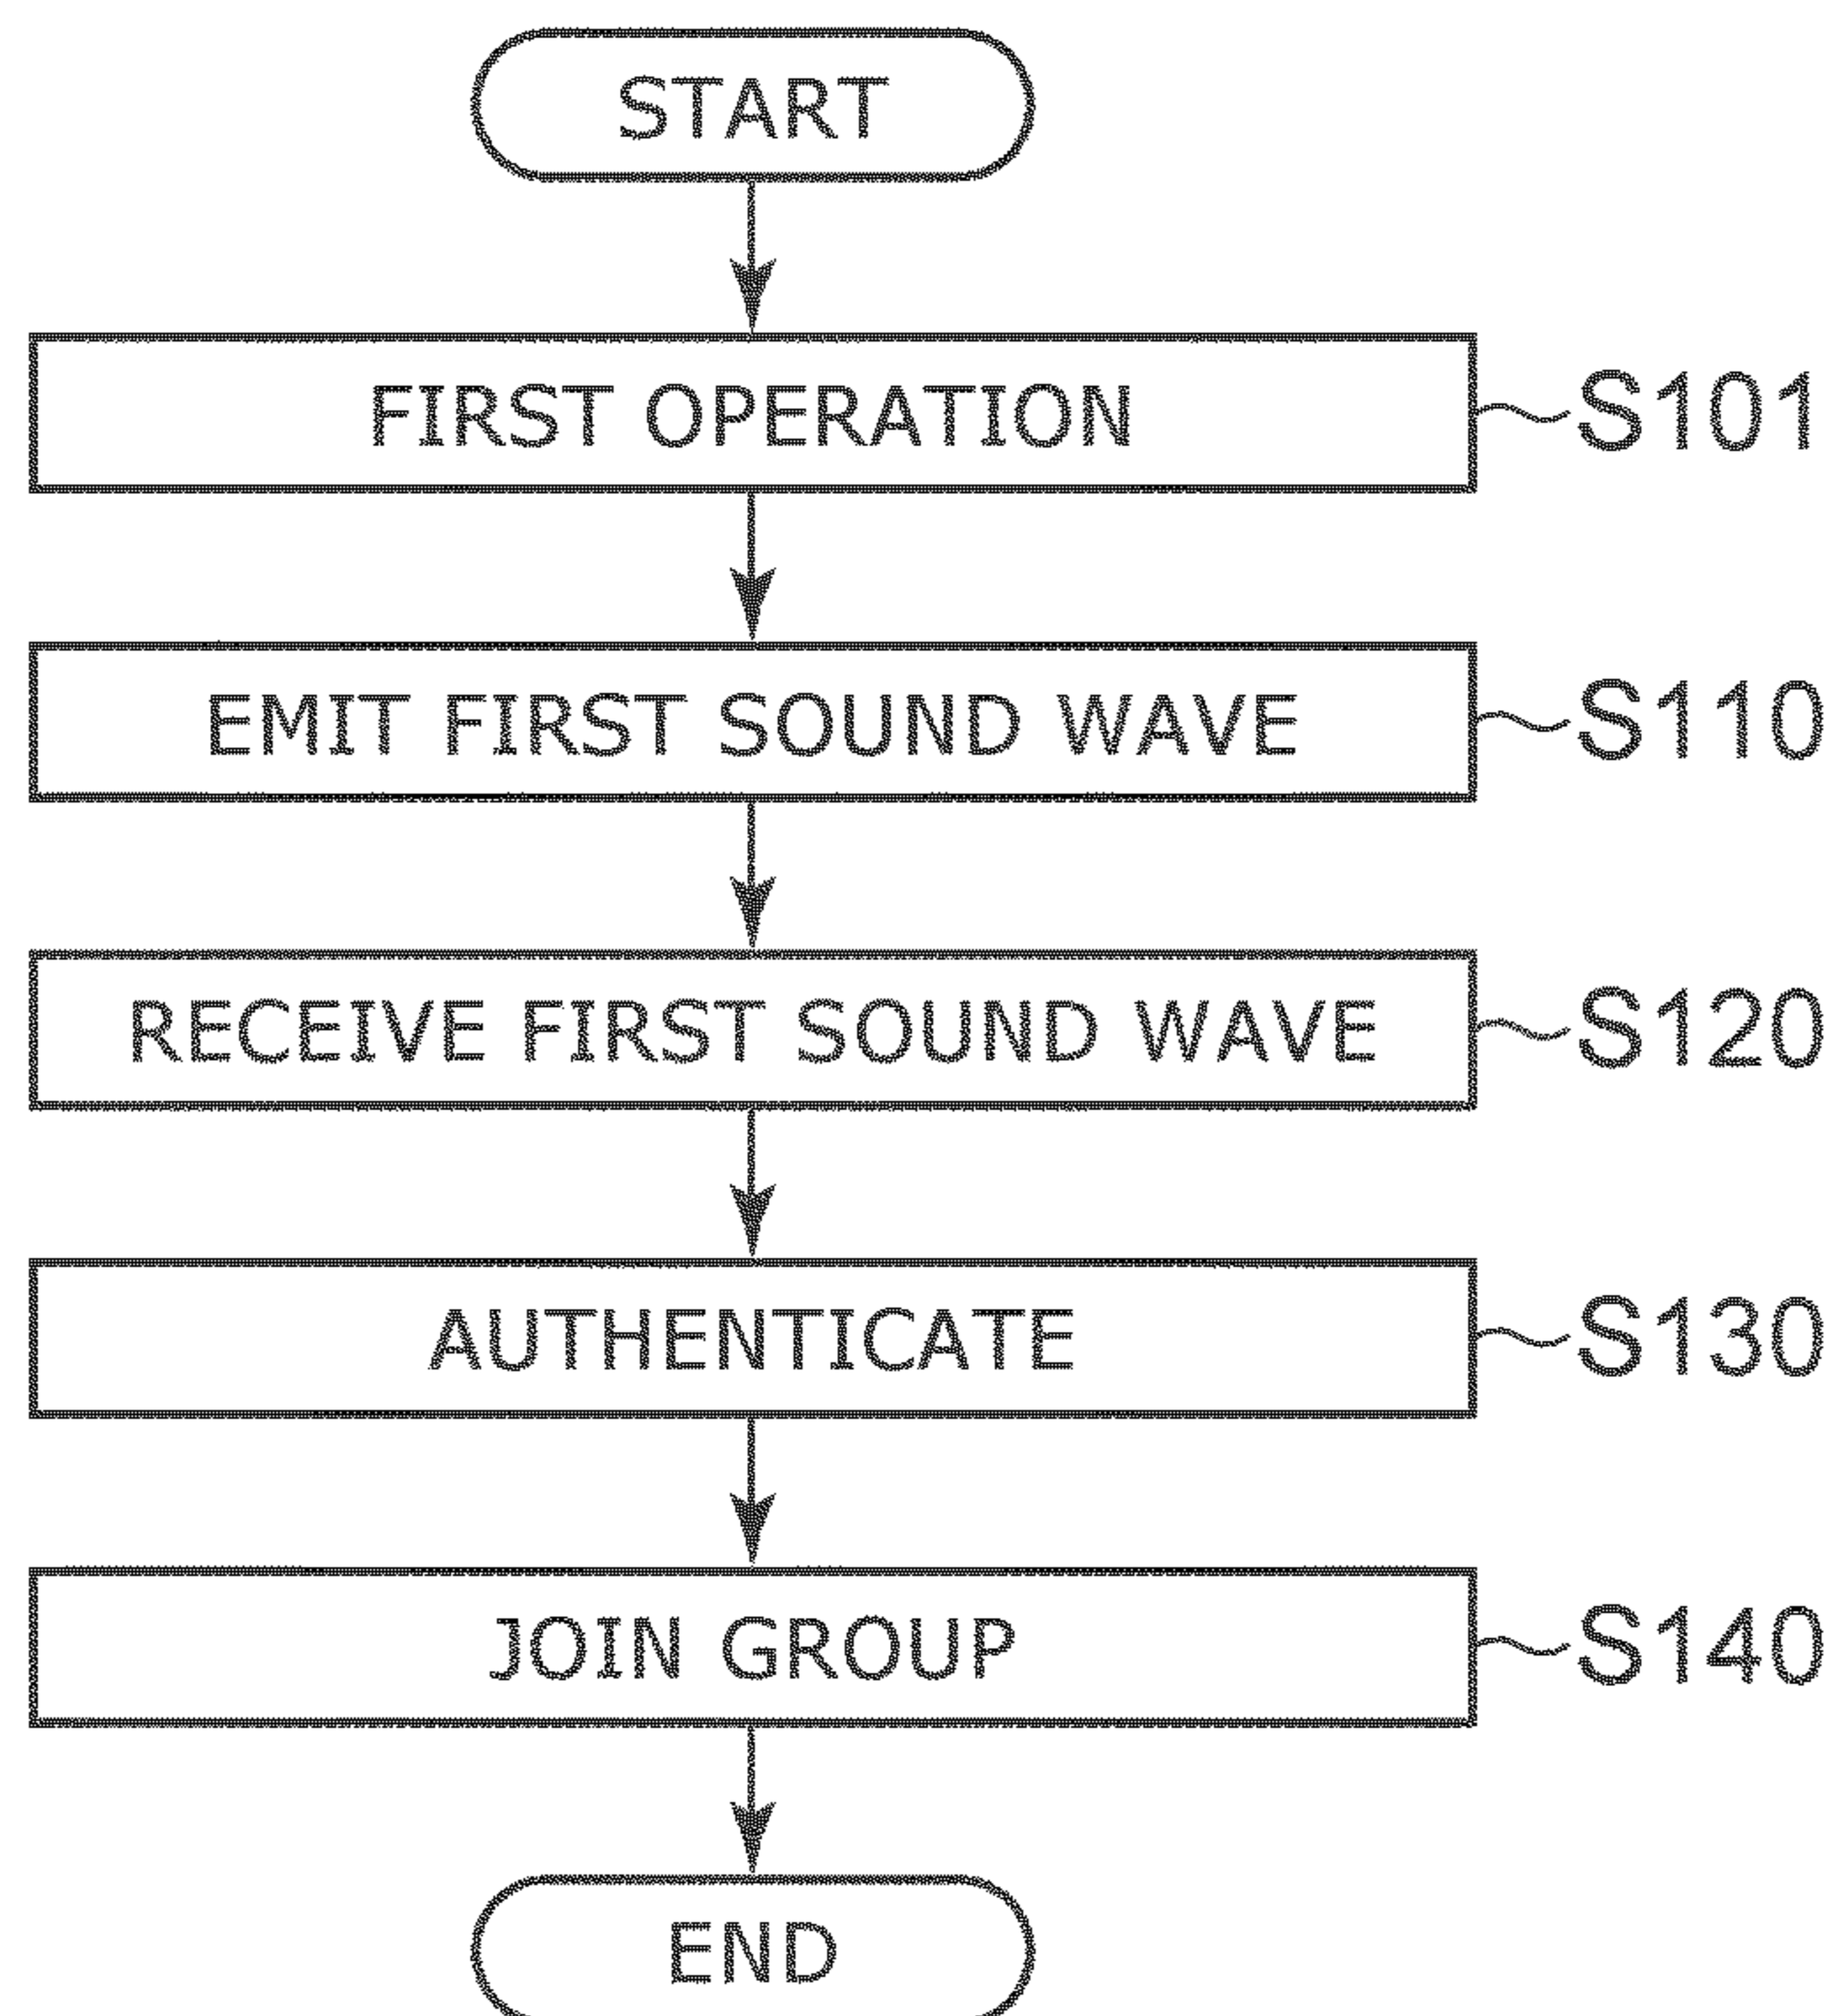 START
FIRST OPERATION S101
EMIT FIRST SOUND WAVE S110
RECEIVE FIRST SOUND WAVE S120
AUTHENTICATE S130
JOIN GROUP S140
END